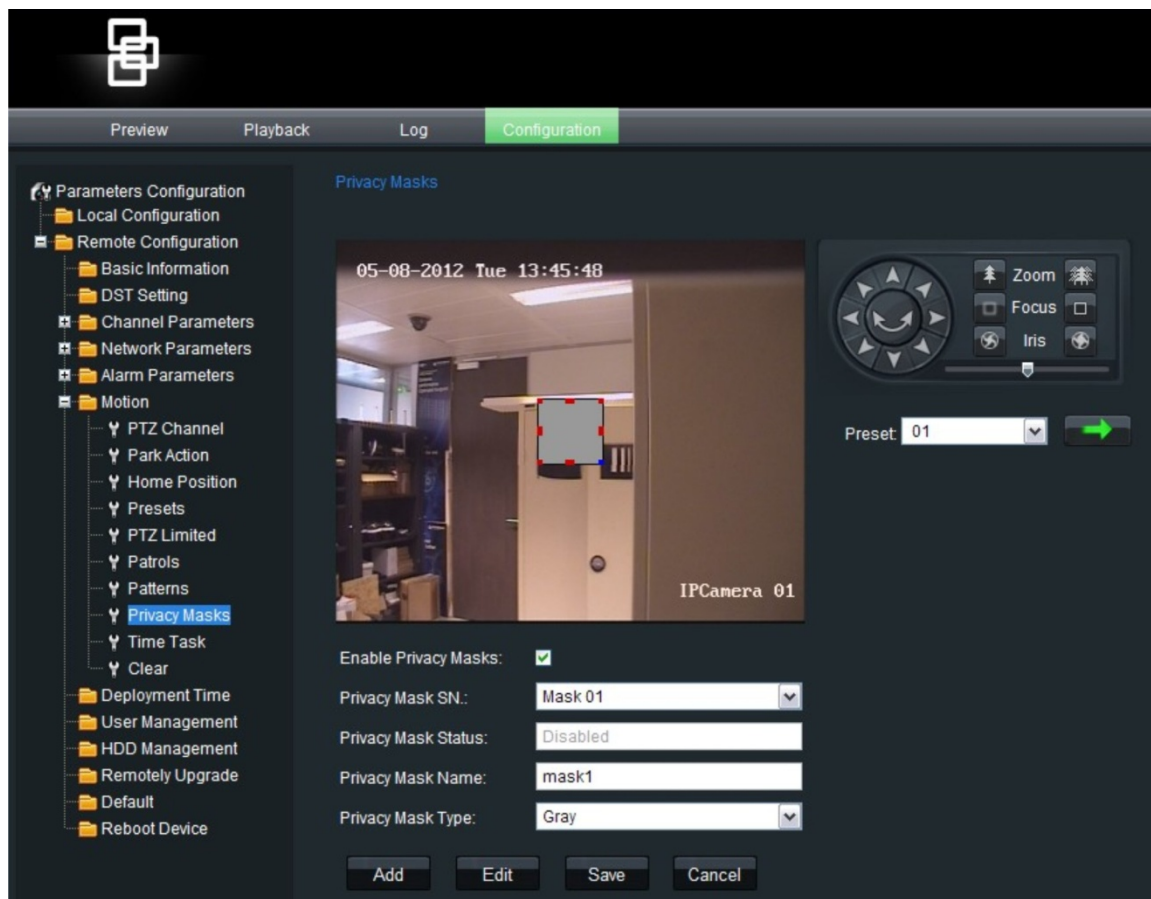 Preview Playback Log Configuration
Parameters Configuration
Local Configuration
Remote Configuration
Basic Information
DST Setting
Channel Parameters
Network Parameters
Alarm Parameters
Motion
PTZ Channel
Park Action
Home Position
Presets
PTZ Limited
Patrols
Patterns
Privacy Masks
Time Task
Clear
Deployment Time
User Management
HDD Management
Remotely Upgrade
Default
Reboot Device
Privacy Masks
05-08-2012 Tue 13:45:48
IPCamera 01
Zoom
Focus
Iris
Preset: 01
Enable Privacy Masks:
Privacy Mask SN.: Mask 01
Privacy Mask Status: Disabled
Privacy Mask Name: mask1
Privacy Mask Type: Gray
Add Edit Save Cancel